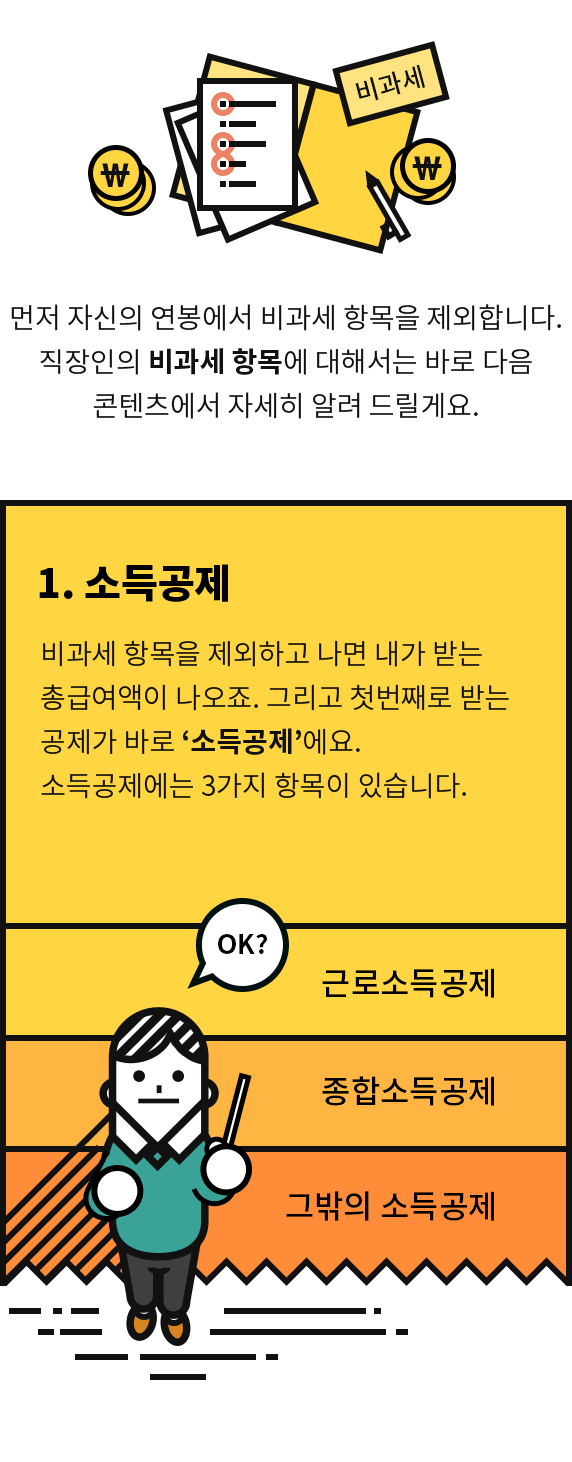 비과세
₩
₩
먼저 자신의 연봉에서 비과세 항목을 제외합니다.
직장인의 비과세 항목에 대해서는 바로 다음
콘텐츠에서 자세히 알려 드릴게요.
1. 소득공제
비과세 항목을 제외하고 나면 내가 받는
총급여액이 나오죠. 그리고 첫번째로 받는
공제가 바로 ‘소득공제’에요.
소득공제에는 3가지 항목이 있습니다.
OK?
근로소득공제
종합소득공제
그밖의 소득공제